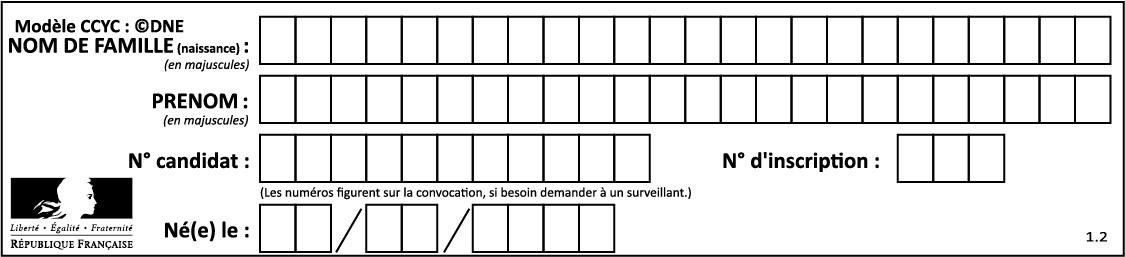 Modèle CCYC : ©DNE
NOM DE FAMILLE (naissance) :
(en majuscules)
PRENOM :
(en majuscules)
N° candidat :
N° d'inscription :
(Les numéros figurent sur la convocation, si besoin demander à un surveillant.)
Liberté • Égalité • Fraternité
RÉPUBLIQUE FRANÇAISE
Né(e) le :
/ /
1.2